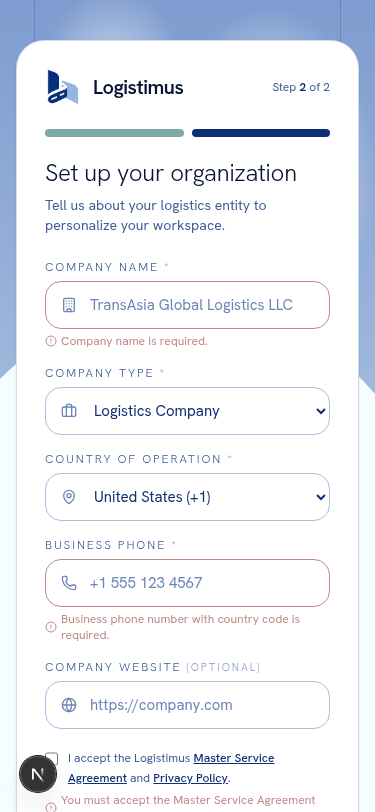 Logistimus
Step 2 of 2
Set up your organization
Tell us about your logistics entity to
personalize your workspace.
COMPANY NAME *
TransAsia Global Logistics LLC
Company name is required.
COMPANY TYPE *
Logistics Company
COUNTRY OF OPERATION *
United States (+1)
BUSINESS PHONE *
+1 555 123 4567
Business phone number with country code is
required.
COMPANY WEBSITE (OPTIONAL)
https://company.com
I accept the Logistimus Master Service
Agreement and Privacy Policy.
N
You must accept the Master Service Agreement